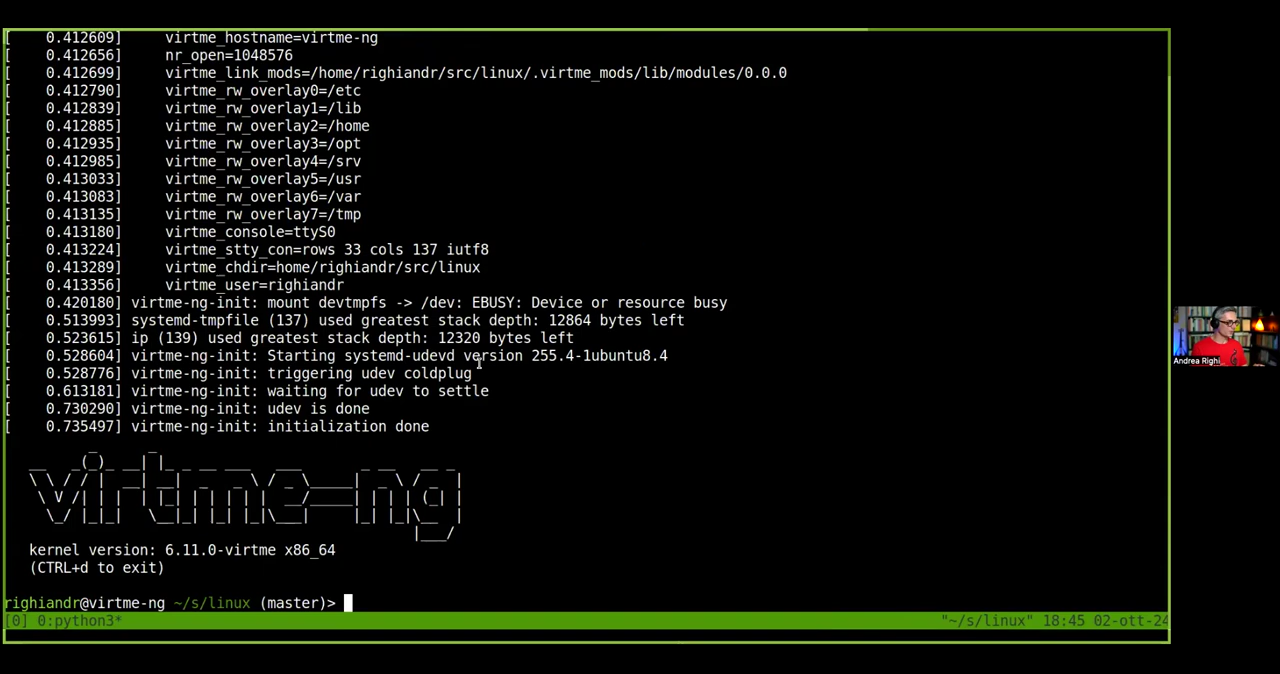 [    0.412609]     virtme_hostname=virtme-ng
[    0.412656]     nr_open=1048576
[    0.412699]     virtme_link_mods=/home/righiandr/src/linux/.virtme_mods/lib/modules/0.0.0
[    0.412790]     virtme_rw_overlay0=/etc
[    0.412839]     virtme_rw_overlay1=/lib
[    0.412885]     virtme_rw_overlay2=/home
[    0.412935]     virtme_rw_overlay3=/opt
[    0.412985]     virtme_rw_overlay4=/srv
[    0.413033]     virtme_rw_overlay5=/usr
[    0.413083]     virtme_rw_overlay6=/var
[    0.413135]     virtme_rw_overlay7=/tmp
[    0.413180]     virtme_console=ttyS0
[    0.413224]     virtme_stty_con=rows 33 cols 137 iutf8
[    0.413289]     virtme_chdir=home/righiandr/src/linux
[    0.413356]     virtme_user=righiandr
[    0.420180] virtme-ng-init: mount devtmpfs -> /dev: EBUSY: Device or resource busy
[    0.513993] systemd-tmpfile (137) used greatest stack depth: 12864 bytes left
[    0.523615] ip (139) used greatest stack depth: 12320 bytes left
[    0.528604] virtme-ng-init: Starting systemd-udevd version 255.4-1ubuntu8.4
[    0.528776] virtme-ng-init: triggering udev coldplug
[    0.613181] virtme-ng-init: waiting for udev to settle
[    0.730290] virtme-ng-init: udev is done
[    0.735497] virtme-ng-init: initialization done
virtme-ng
kernel version: 6.11.0-virtme x86_64
(CTRL+d to exit)
righiandr@virtme-ng ~/s/linux (master)>
[0] 0:python3* "~/s/linux" 18:45 02-ott-24
Andrea Righi